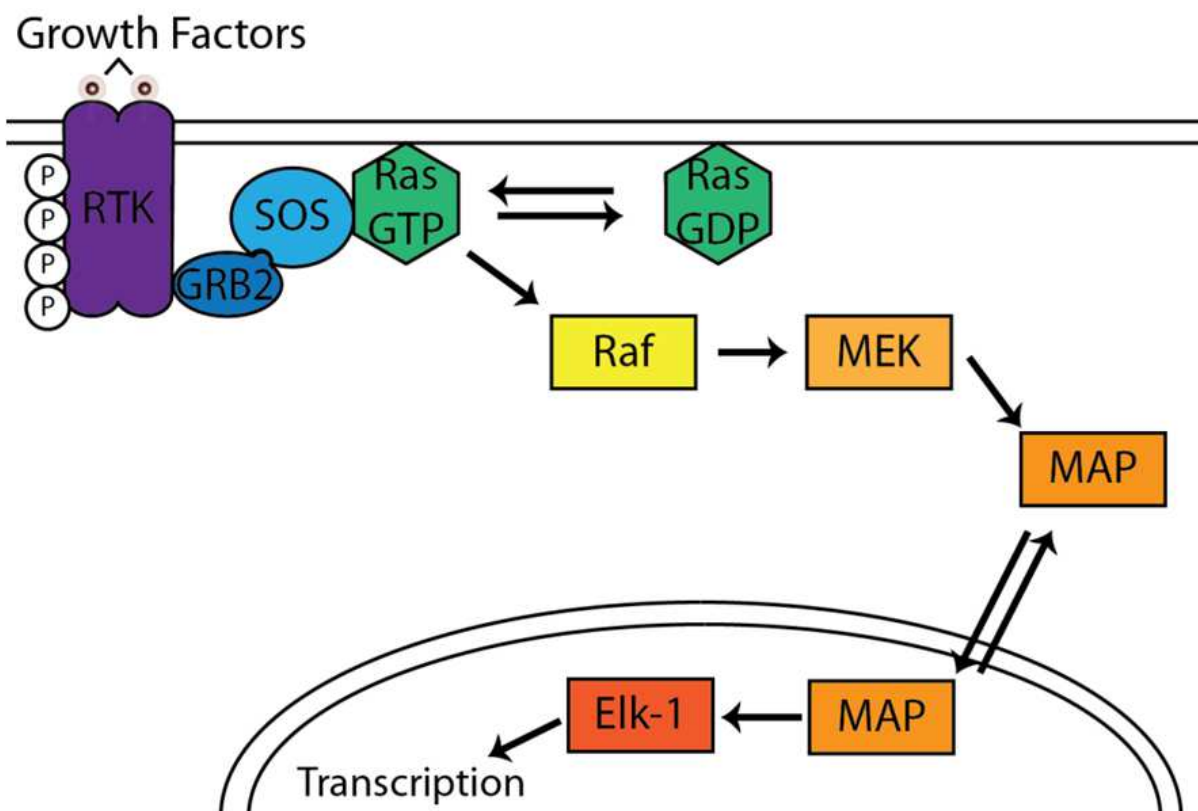 Growth Factors
P
P
P
P
RTK
SOS
GRB2
Ras
GTP
Ras
GDP
Raf
MEK
MAP
MAP
Elk-1
Transcription